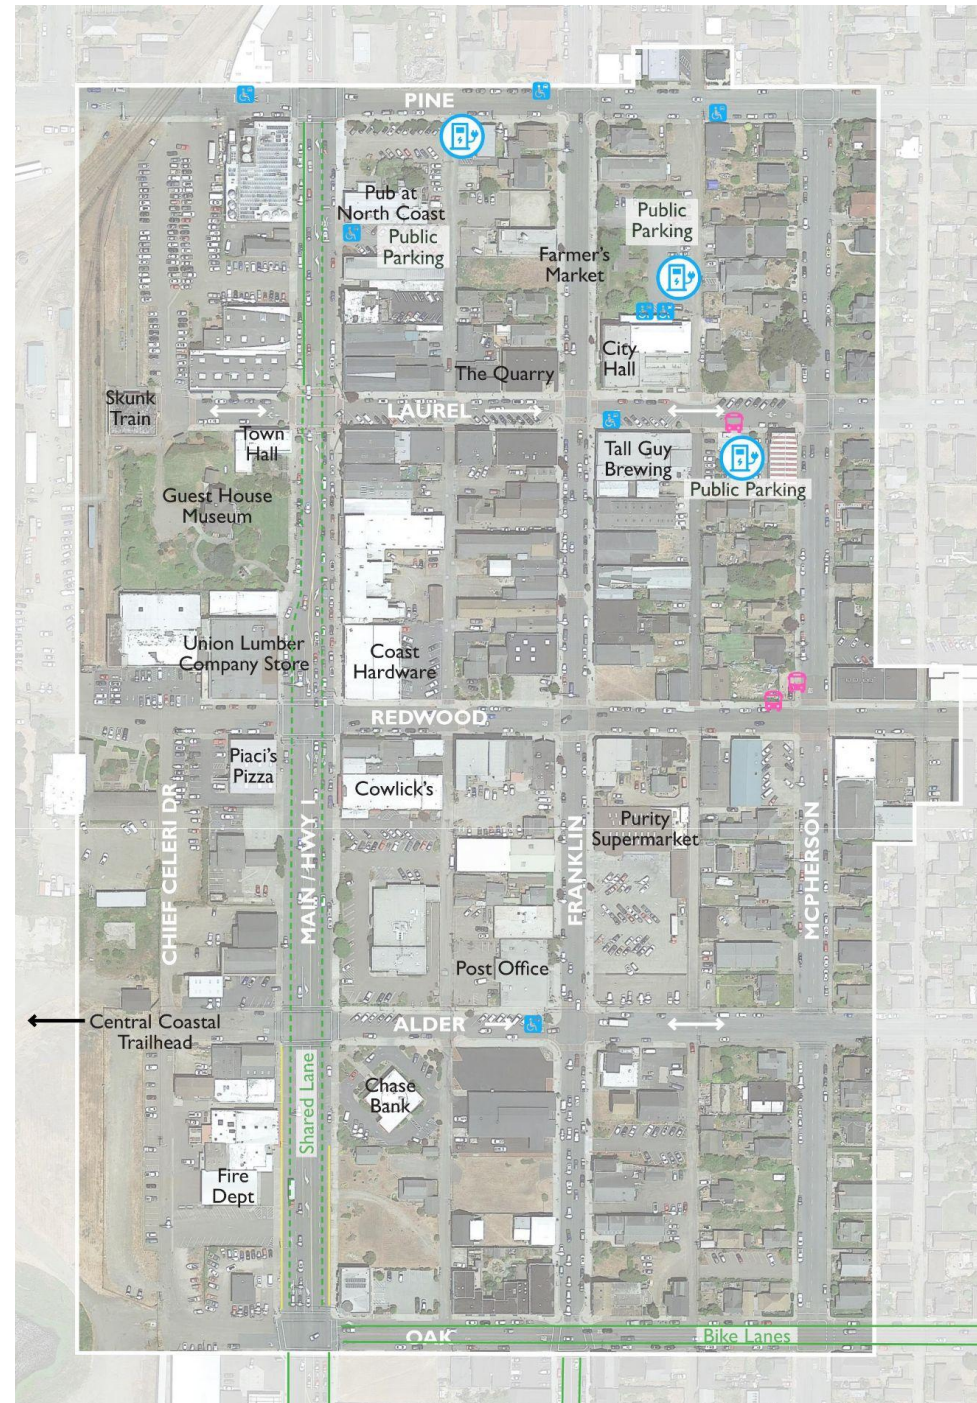 PINE
Pub at
North Coast
Public
Parking
Public
Parking
Farmer's
Market
The Quarry
City
Hall
Skunk
Train
LAUREL
Town
Hall
Tall Guy
Brewing
Public Parking
Guest House
Museum
Union Lumber
Company Store
Coast
Hardware
REDWOOD
Piaci's
Pizza
Cowlick's
Purity
Supermarket
CHIEF CELERI DR
MAIN / HWY 1
FRANKLIN
MCPHERSON
Post Office
Central Coastal
Trailhead
ALDER
Shared Lane
Chase
Bank
Fire
Dept
OAK
Bike Lanes